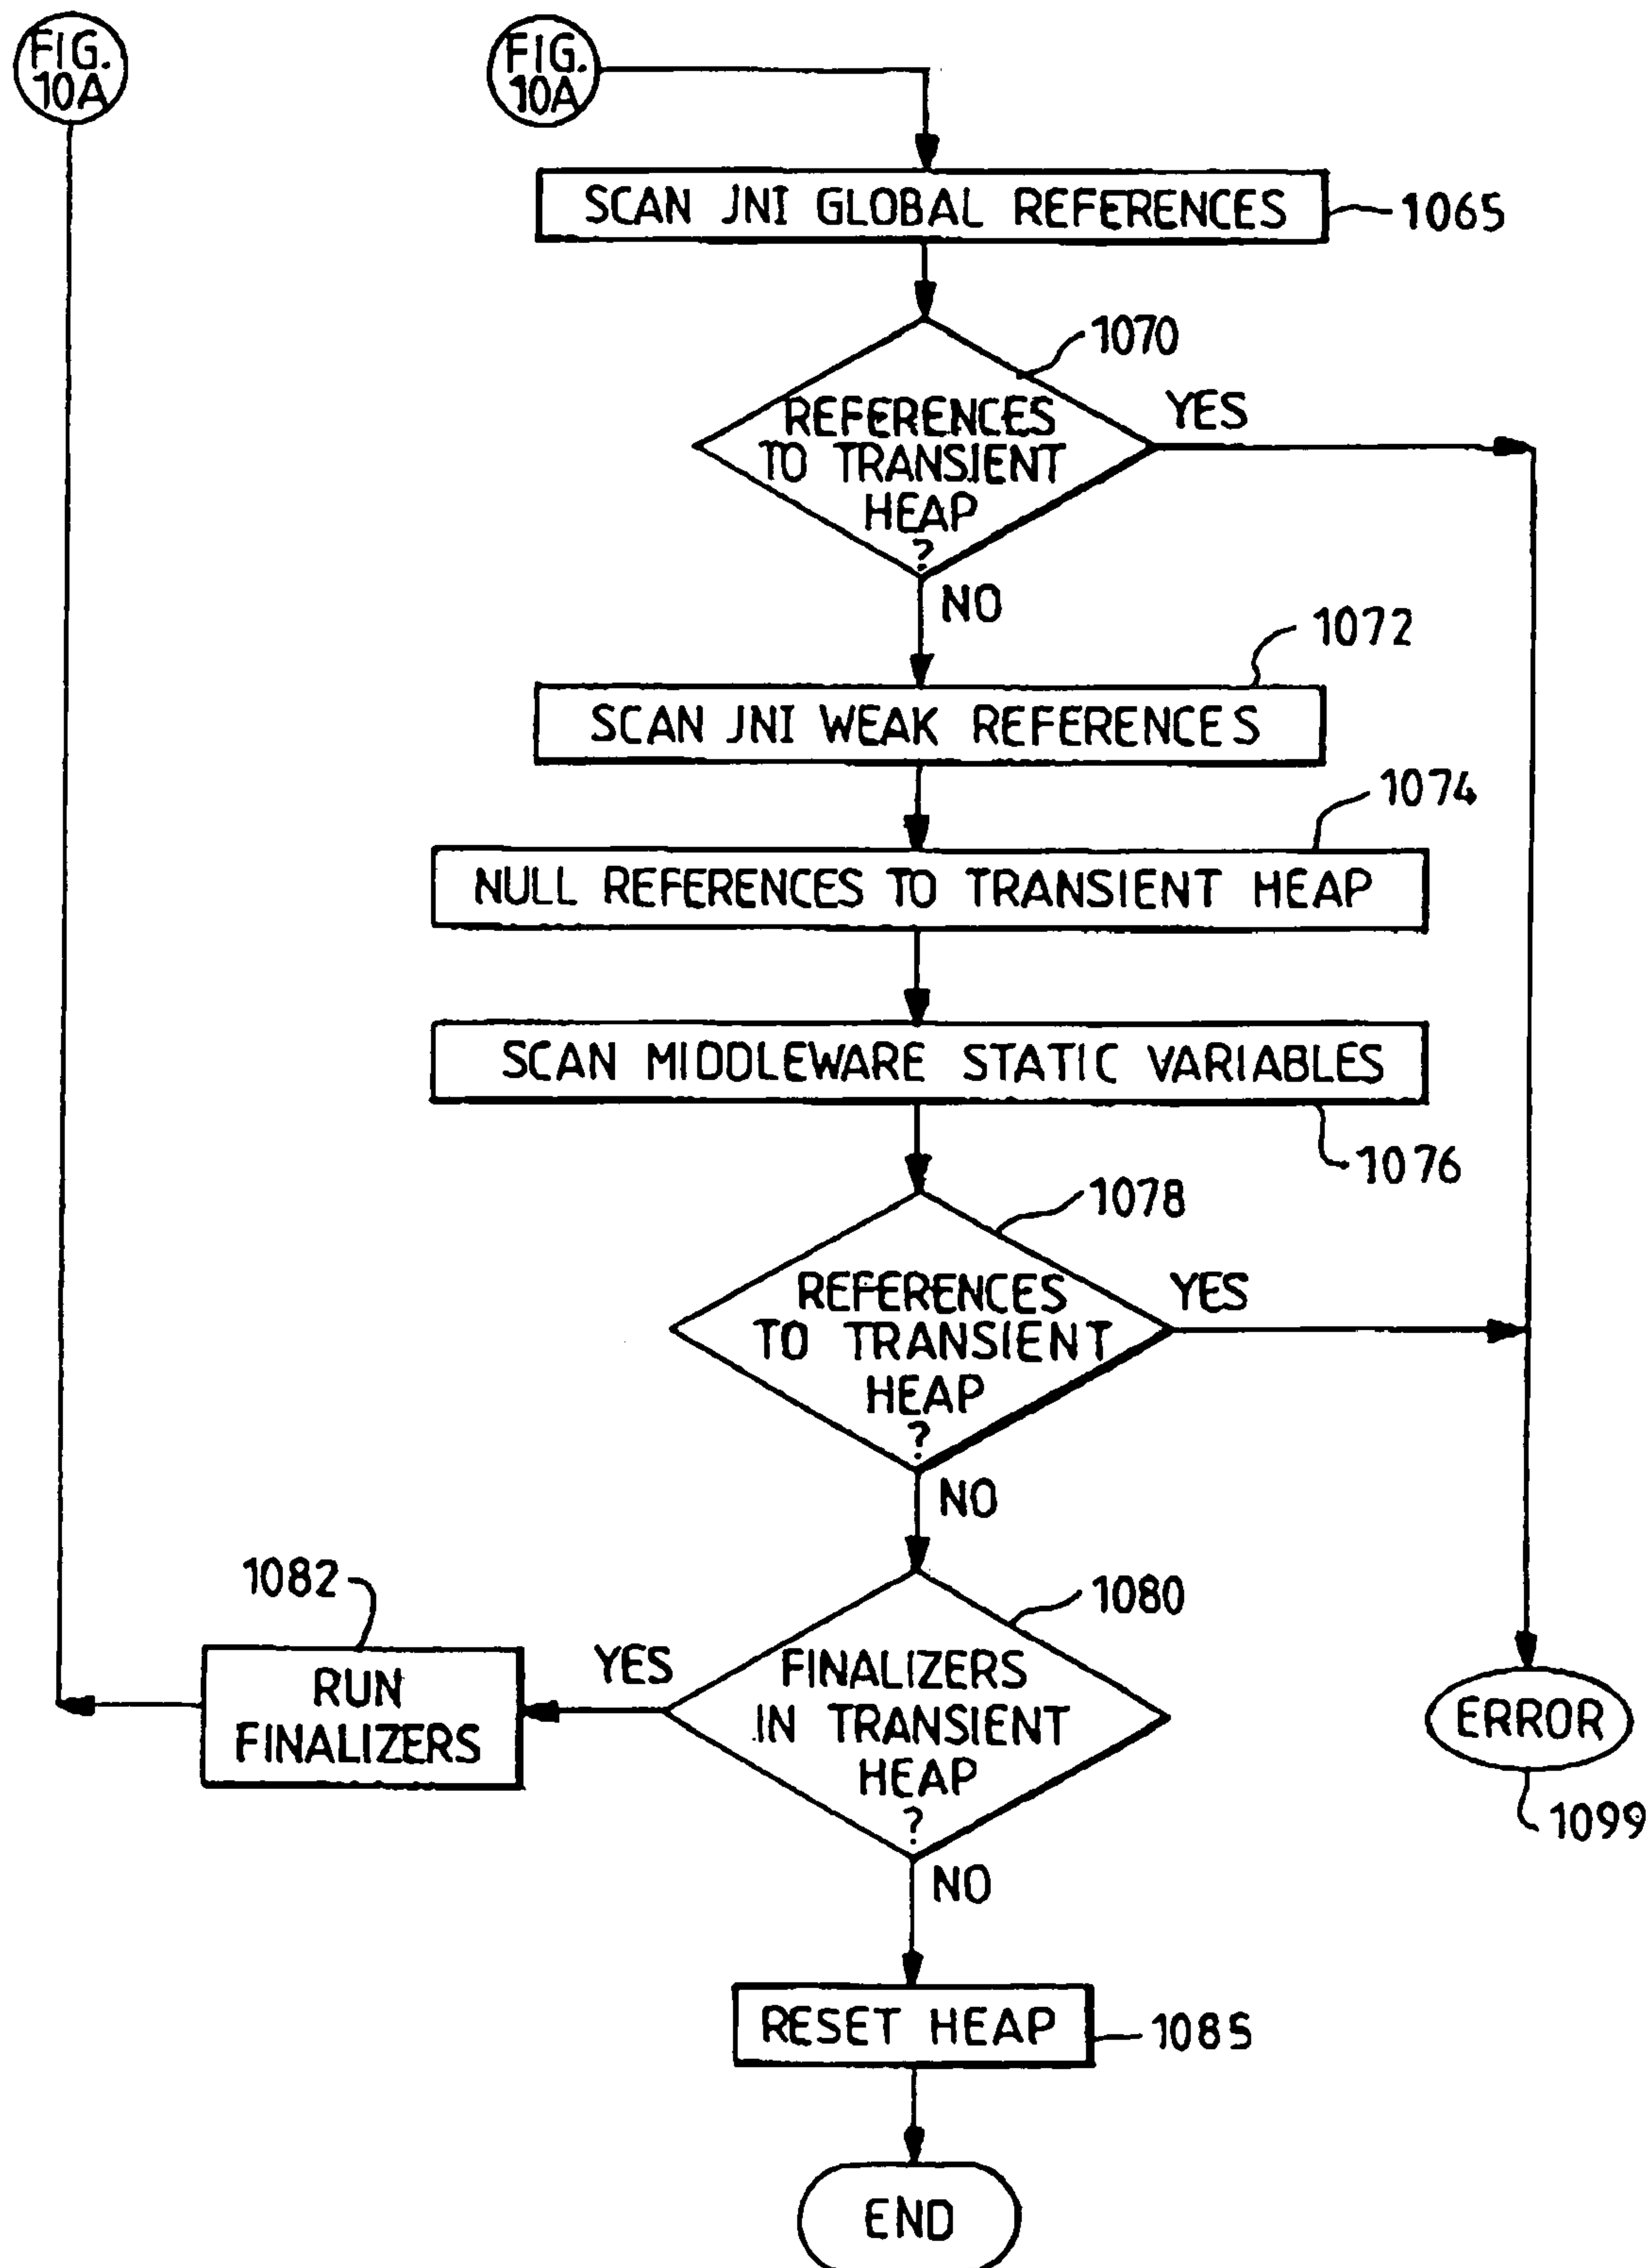 FIG.
10A
FIG.
10A
SCAN JNI GLOBAL REFERENCES
1065
1070
REFERENCES
TO TRANSIENT
HEAP
?
YES
NO
1072
SCAN JNI WEAK REFERENCES
1074
NULL REFERENCES TO TRANSIENT HEAP
SCAN MIDDLEWARE STATIC VARIABLES
1076
1078
REFERENCES
TO TRANSIENT
HEAP
?
YES
NO
1082
1080
RUN
FINALIZERS
YES
FINALIZERS
IN TRANSIENT
HEAP
?
ERROR
1099
NO
RESET HEAP
1085
END